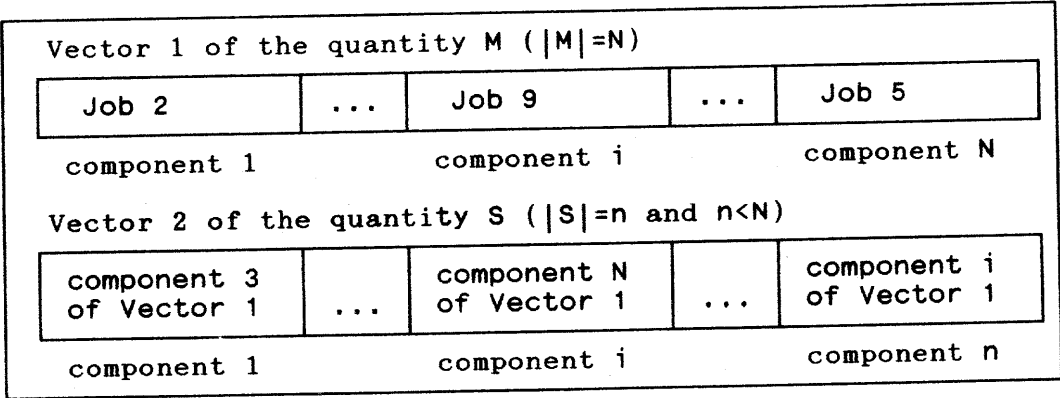 Vector 1 of the quantity M (|M|=N)
Job 2 ... Job 9 ... Job 5
component 1 component i component N
Vector 2 of the quantity S (|S|=n and n<N)
component 3 component N component i
of Vector 1 ... of Vector 1 ... of Vector 1
component 1 component i component n